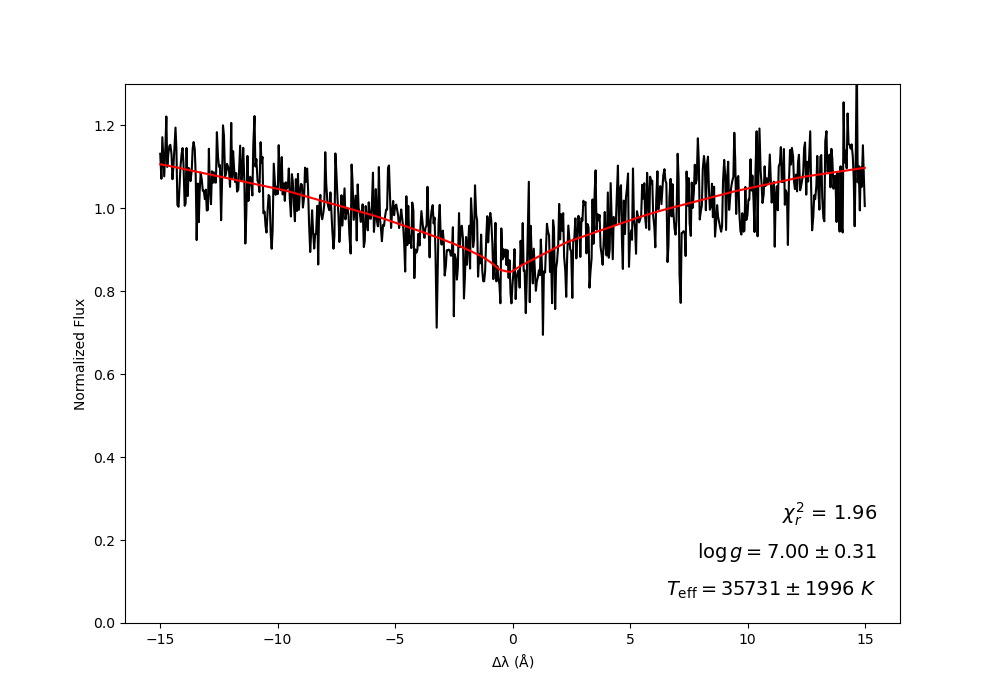 Normalized Flux
1.2
1.0
0.8
0.6
0.4
0.2
0.0
χ²ᵣ = 1.96
log g = 7.00 ± 0.31
T_eff = 35731 ± 1996 K
−15 −10 −5 0 5 10 15
Δλ (Å)